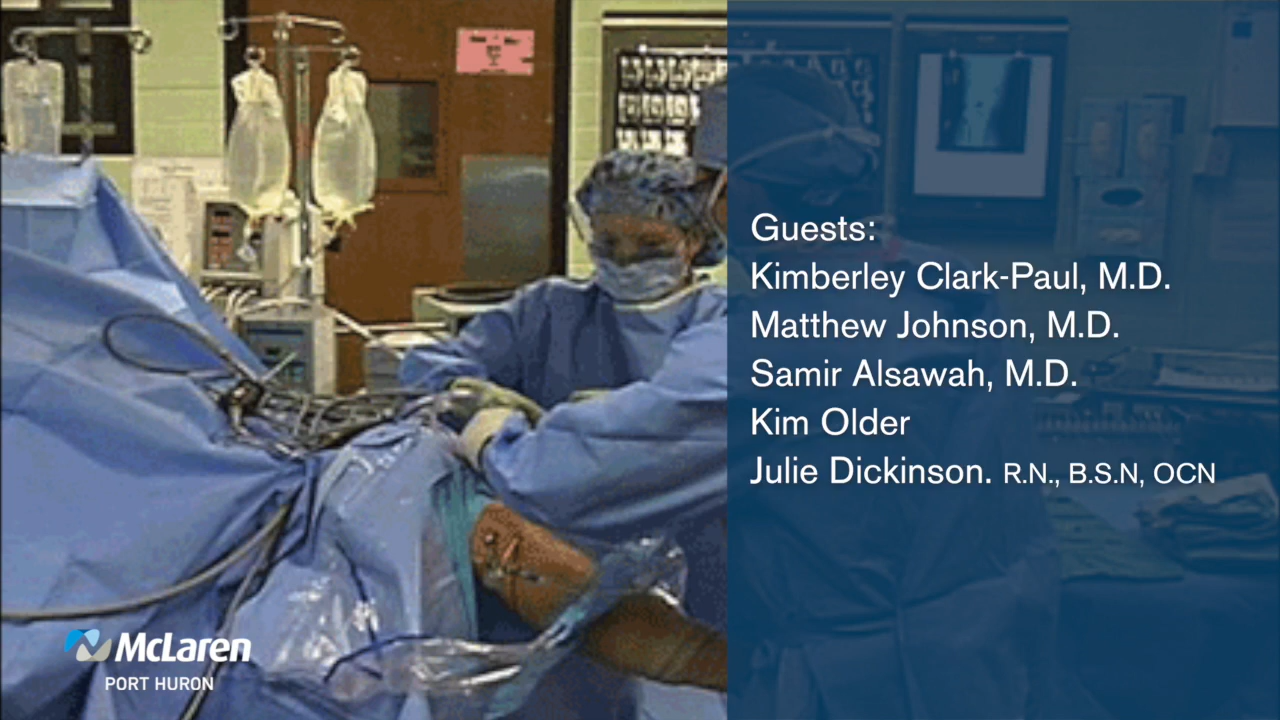 Guests:
Kimberley Clark-Paul, M.D.
Matthew Johnson, M.D.
Samir Alsawah, M.D.
Kim Older
Julie Dickinson. R.N., B.S.N, OCN
McLaren
PORT HURON